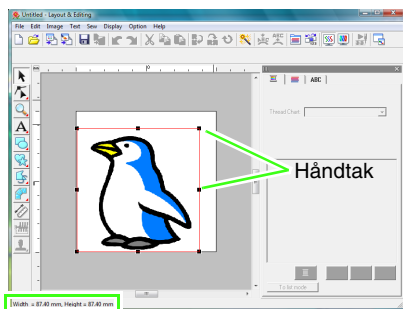 Untitled - Layout & Editing
File Edit Image Text Sew Display Option Help
ABC
Thread Chart
A
Håndtak
To list mode
Width = 87.40 mm, Height = 87.40 mm